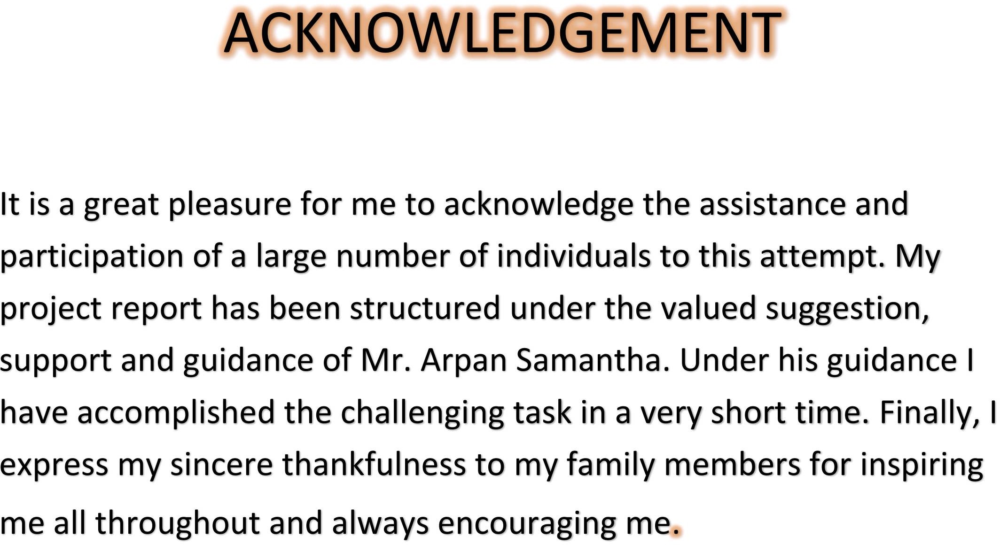 ACKNOWLEDGEMENT
It is a great pleasure for me to acknowledge the assistance and
participation of a large number of individuals to this attempt. My
project report has been structured under the valued suggestion,
support and guidance of Mr. Arpan Samantha. Under his guidance I
have accomplished the challenging task in a very short time. Finally, I
express my sincere thankfulness to my family members for inspiring
me all throughout and always encouraging me.